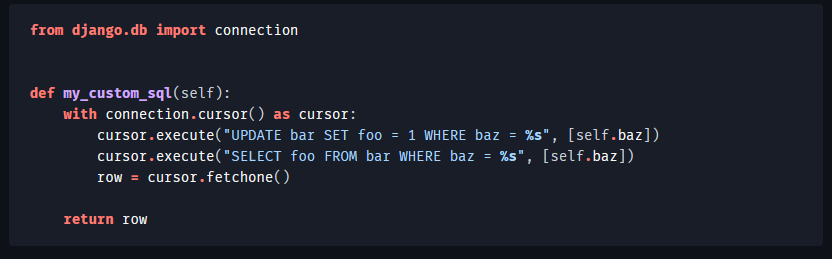 from django.db import connection
def my_custom_sql(self):
    with connection.cursor() as cursor:
        cursor.execute("UPDATE bar SET foo = 1 WHERE baz = %s", [self.baz])
        cursor.execute("SELECT foo FROM bar WHERE baz = %s", [self.baz])
        row = cursor.fetchone()
    return row